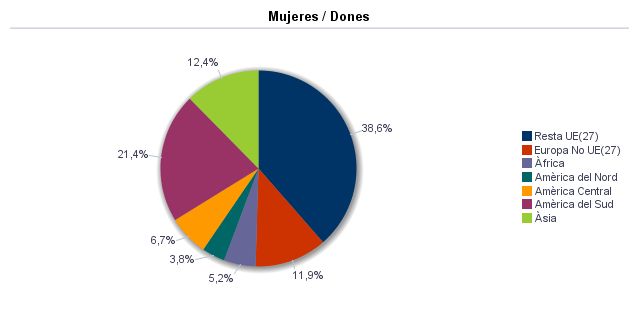 Mujeres / Dones
12,4%
38,6%
21,4%
6,7%
3,8%
5,2%
11,9%
Resta UE(27)
Europa No UE(27)
Àfrica
Amèrica del Nord
Amèrica Central
Amèrica del Sud
Àsia